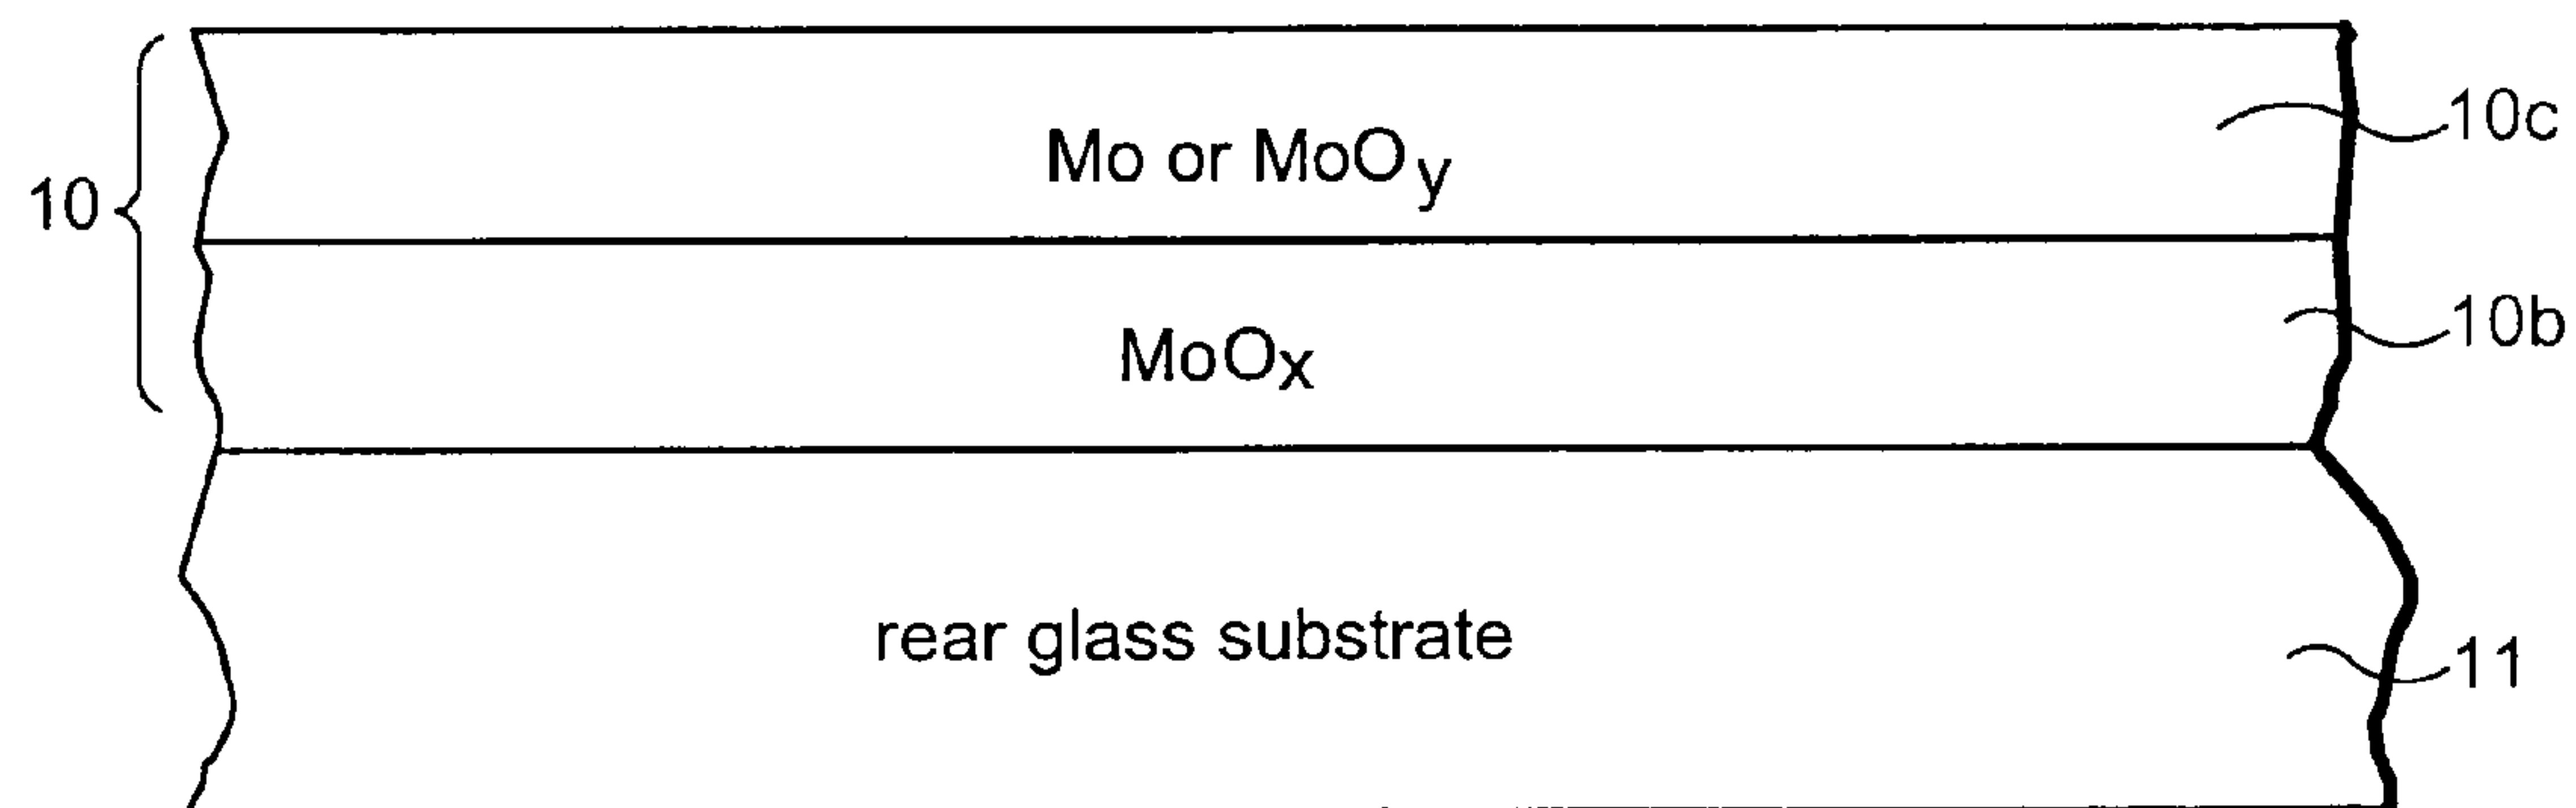 10c
Mo or MoOy
10
10b
MoOx
rear glass substrate
11